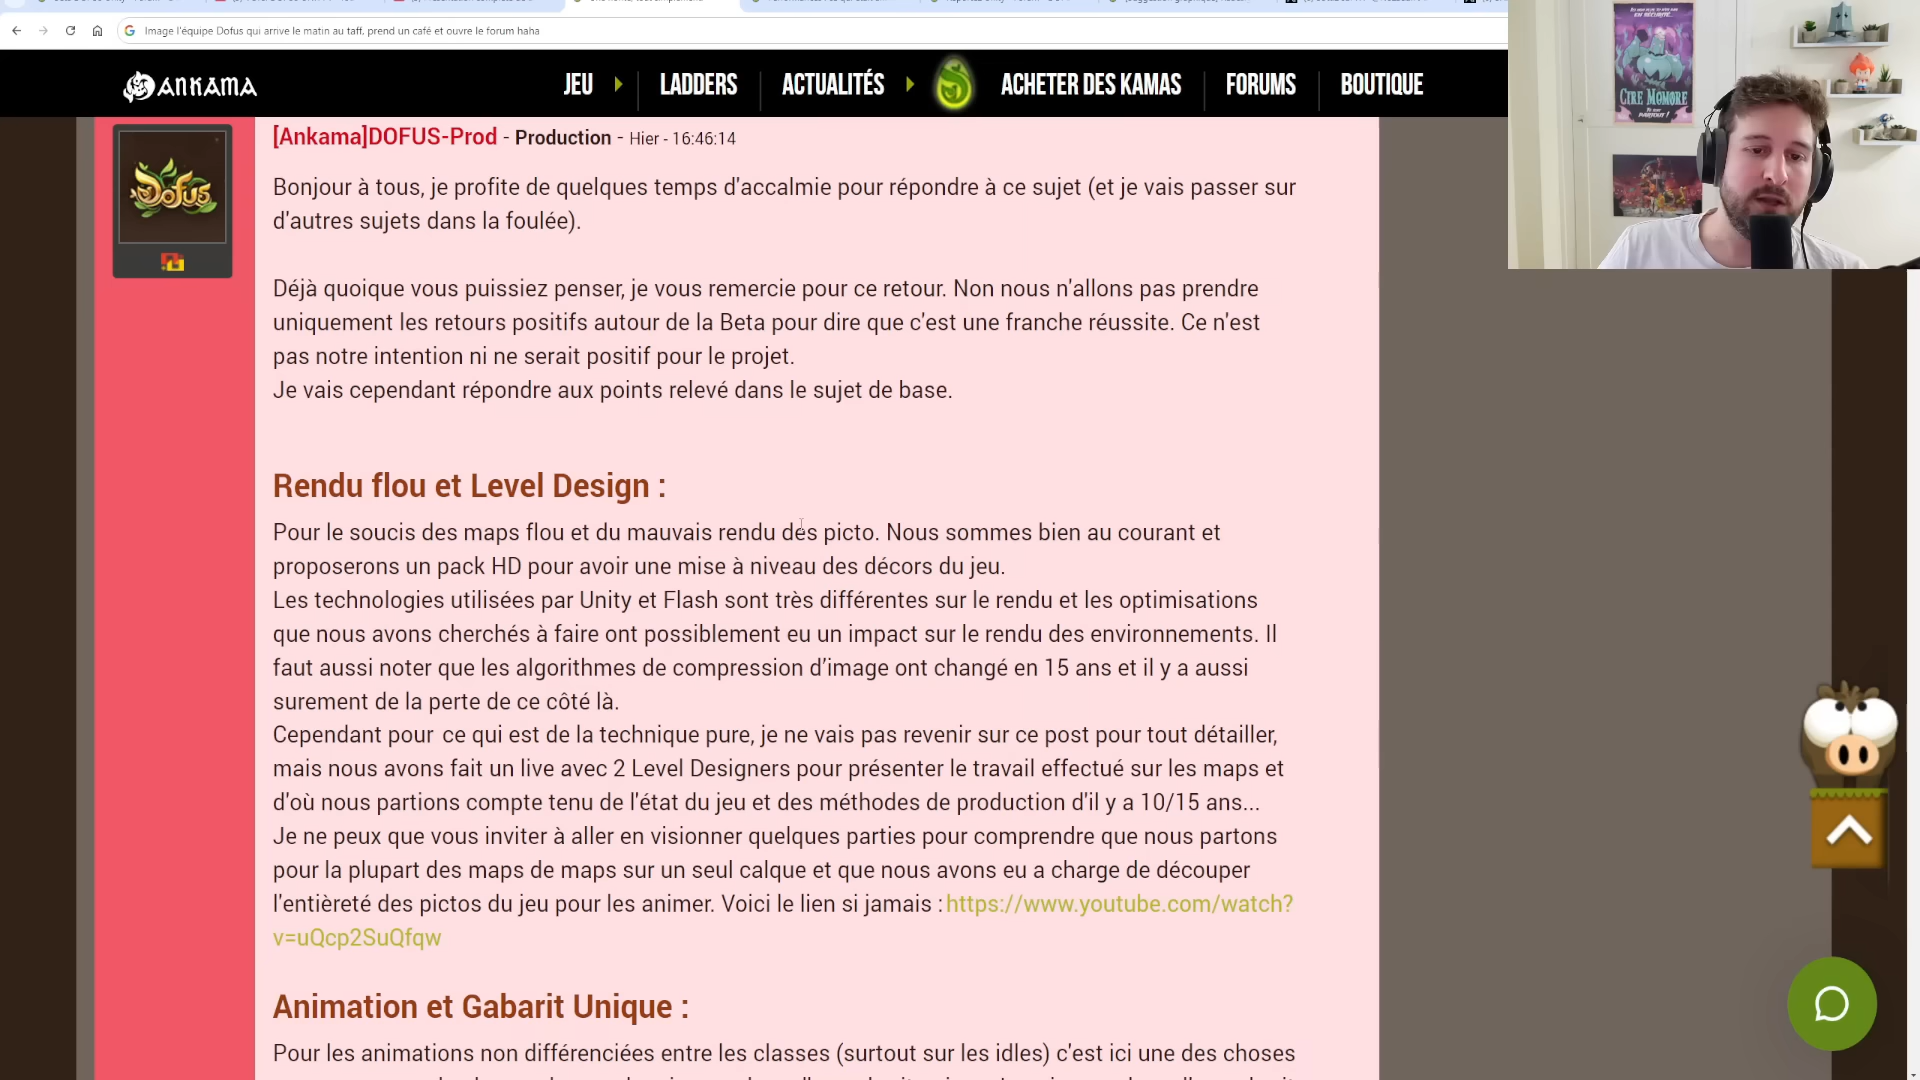 Image l'équipe Dofus qui arrive le matin au taff, prend un café et ouvre le forum haha
ANKAMA
JEU
LADDERS
ACTUALITÉS
ACHETER DES KAMAS
FORUMS
BOUTIQUE
CIRE MOMORE
PARTOUT !
DOFUS
[Ankama]DOFUS-Prod - Production - Hier - 16:46:14
Bonjour à tous, je profite de quelques temps d'accalmie pour répondre à ce sujet (et je vais passer sur
d'autres sujets dans la foulée).
Déjà quoique vous puissiez penser, je vous remercie pour ce retour. Non nous n'allons pas prendre
uniquement les retours positifs autour de la Beta pour dire que c'est une franche réussite. Ce n'est
pas notre intention ni ne serait positif pour le projet.
Je vais cependant répondre aux points relevé dans le sujet de base.
Rendu flou et Level Design :
Pour le soucis des maps flou et du mauvais rendu des picto. Nous sommes bien au courant et
proposerons un pack HD pour avoir une mise à niveau des décors du jeu.
Les technologies utilisées par Unity et Flash sont très différentes sur le rendu et les optimisations
que nous avons cherchés à faire ont possiblement eu un impact sur le rendu des environnements. Il
faut aussi noter que les algorithmes de compression d’image ont changé en 15 ans et il y a aussi
surement de la perte de ce côté là.
Cependant pour ce qui est de la technique pure, je ne vais pas revenir sur ce post pour tout détailler,
mais nous avons fait un live avec 2 Level Designers pour présenter le travail effectué sur les maps et
d'où nous partions compte tenu de l'état du jeu et des méthodes de production d'il y a 10/15 ans...
Je ne peux que vous inviter à aller en visionner quelques parties pour comprendre que nous partons
pour la plupart des maps de maps sur un seul calque et que nous avons eu a charge de découper
l'entièreté des pictos du jeu pour les animer. Voici le lien si jamais : https://www.youtube.com/watch?
v=uQcp2SuQfqw
Animation et Gabarit Unique :
Pour les animations non différenciées entre les classes (surtout sur les idles) c'est ici une des choses